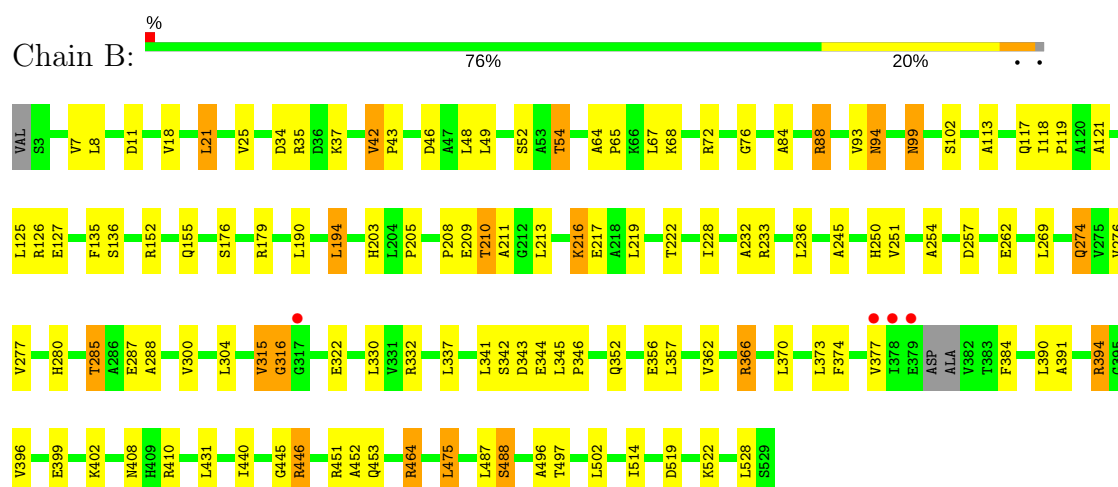 %
Chain B:
76% 20% • •
VAL S3 V7 L8 D11 V18 L21 V25 D34 R35 D36 K37 V42 P43 D46 A47 L48 L49 S52 A53 T54 A64 P65 K66 L67 K68 R72 G76 A84 R88 V93 N94 N99 S102 A113 Q117 I118 P119 A120 A121
L125 R126 E127 F135 S136 R152 Q155 S176 R179 L190 L194 H203 L204 P205 P208 E209 T210 A211 G212 L213 K216 E217 A218 L219 T222 I228 A232 R233 L236 A245 H250 V251 A254 D257 E262 L269 Q274 V275 V276
V277 H280 T285 A286 E287 A288 V300 L304 V315 G316 G317 E322 L330 V331 R332 L337 L341 S342 D343 E344 L345 P346 Q352 E356 L357 V362 R366 L370 L373 F374 V377 I378 E379 ASP ALA V382 T383 F384 L390 A391 R394 G395
V396 E399 K402 N408 H409 R410 L431 I440 G445 R446 R451 A452 Q453 R464 L475 L487 S488 A496 T497 L502 I514 D519 K522 L528 S529